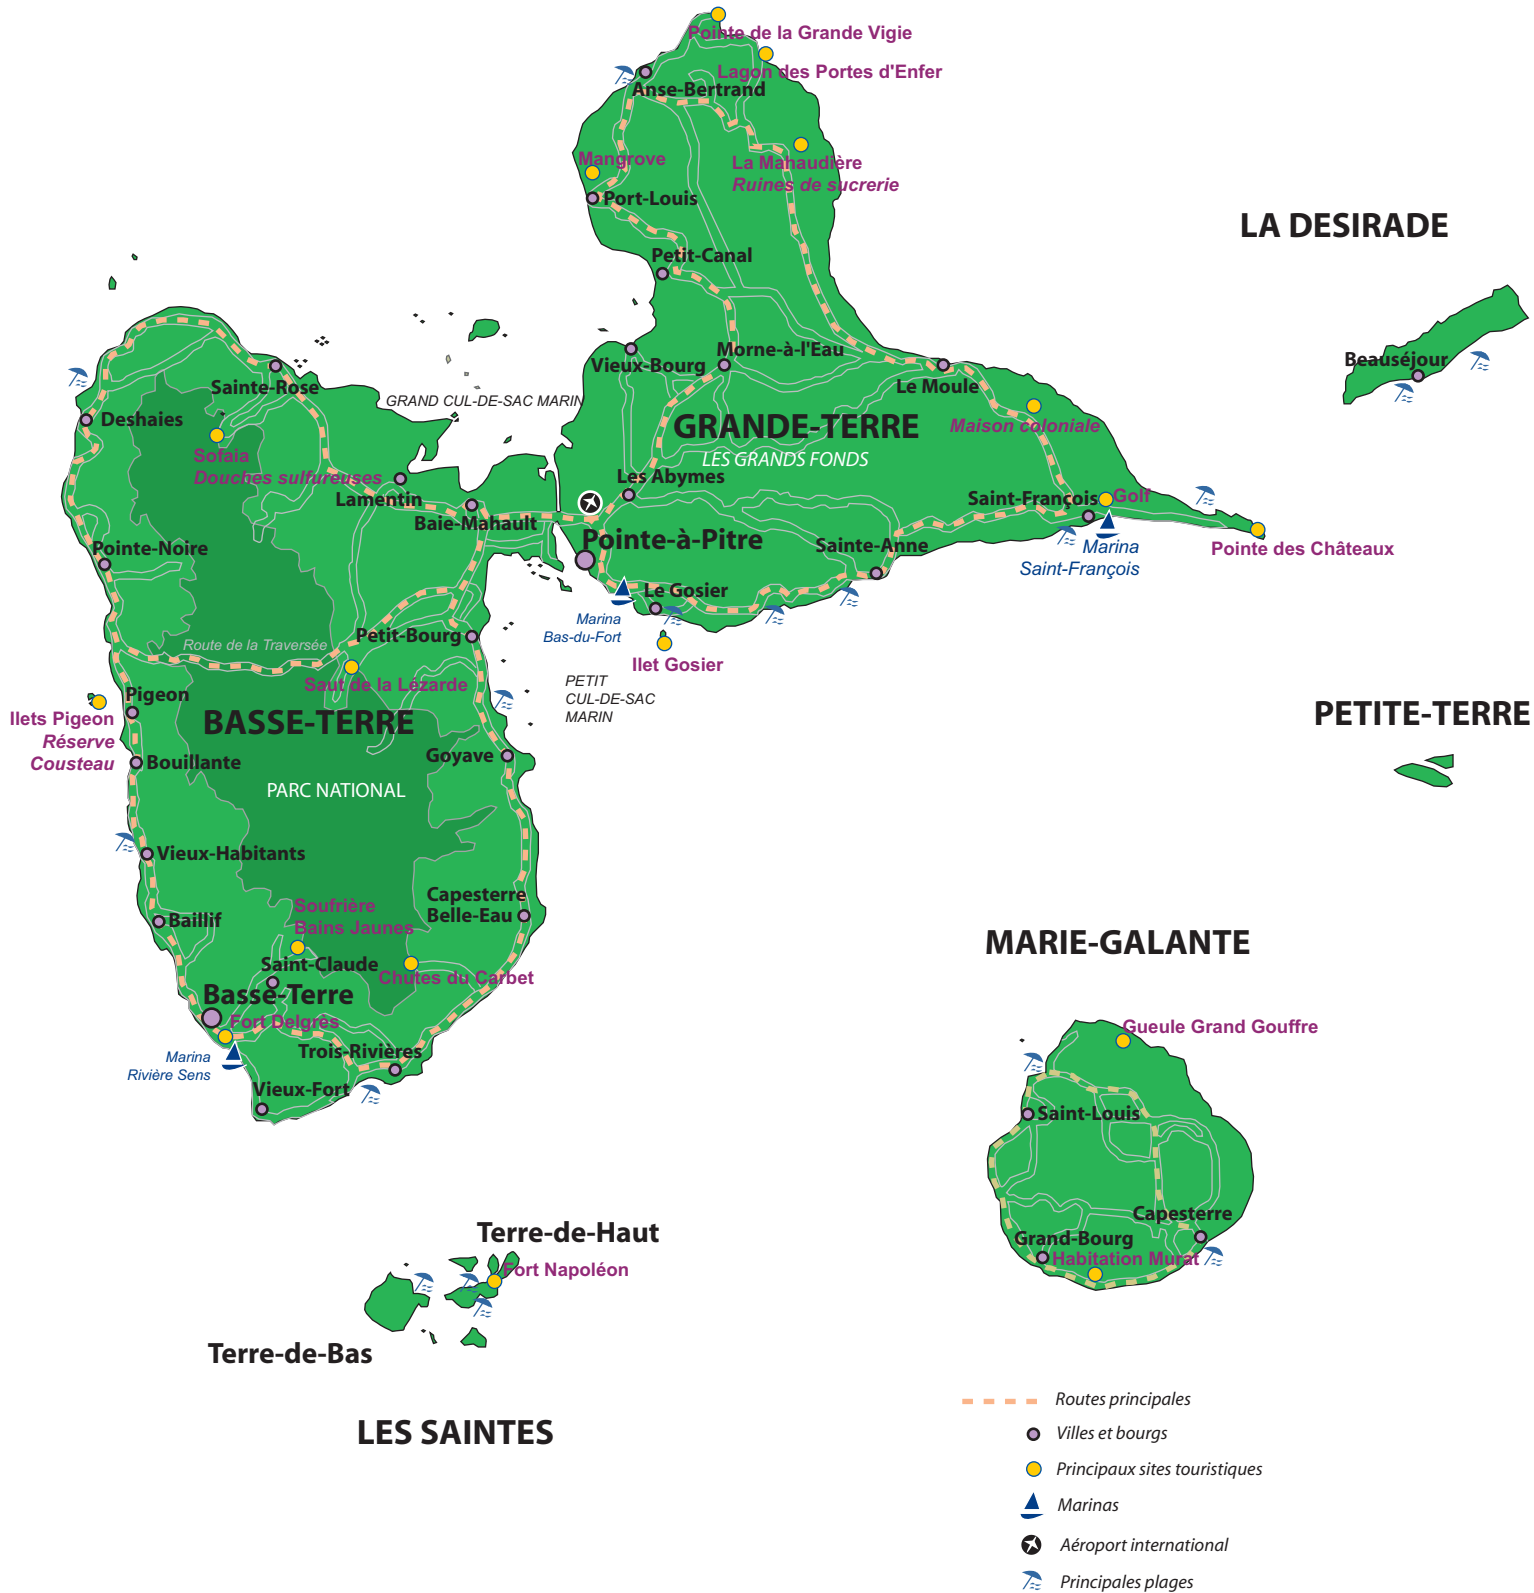 Pointe de la Grande Vigie
Lagon des Portes d'Enfer
Anse-Bertrand
Mangrove
La Mahaudière
Ruines de sucrerie
Port-Louis
LA DESIRADE
Petit-Canal
Morne-à-l'Eau
Vieux-Bourg
Beauséjour
Le Moule
Sainte-Rose
GRAND CUL-DE-SAC MARIN
Deshaies
GRANDE-TERRE
Maison coloniale
LES GRANDS FONDS
Sofaia
Douches sulfureuses
Les Abymes
Lamentin
Saint-François
Golf
Baie-Mahault
Pointe-à-Pitre
Sainte-Anne
Marina
Saint-François
Pointe des Châteaux
Pointe-Noire
Le Gosier
Marina
Bas-du-Fort
Petit-Bourg
Route de la Traversée
Ilet Gosier
Saut de la Lézarde
PETIT
CUL-DE-SAC
MARIN
Pigeon
Ilets Pigeon
Réserve
Cousteau
BASSE-TERRE
PETITE-TERRE
Goyave
Bouillante
PARC NATIONAL
Vieux-Habitants
Capesterre
Belle-Eau
Soufrière
Bains Jaunes
Baillif
MARIE-GALANTE
Saint-Claude
Chutes du Carbet
Basse-Terre
Fort Delgrès
Gueule Grand Gouffre
Trois-Rivières
Marina
Rivière Sens
Vieux-Fort
Saint-Louis
Capesterre
Grand-Bourg
Habitation Murat
Terre-de-Haut
Fort Napoléon
Terre-de-Bas
LES SAINTES
Routes principales
Villes et bourgs
Principaux sites touristiques
Marinas
Aéroport international
Principales plages